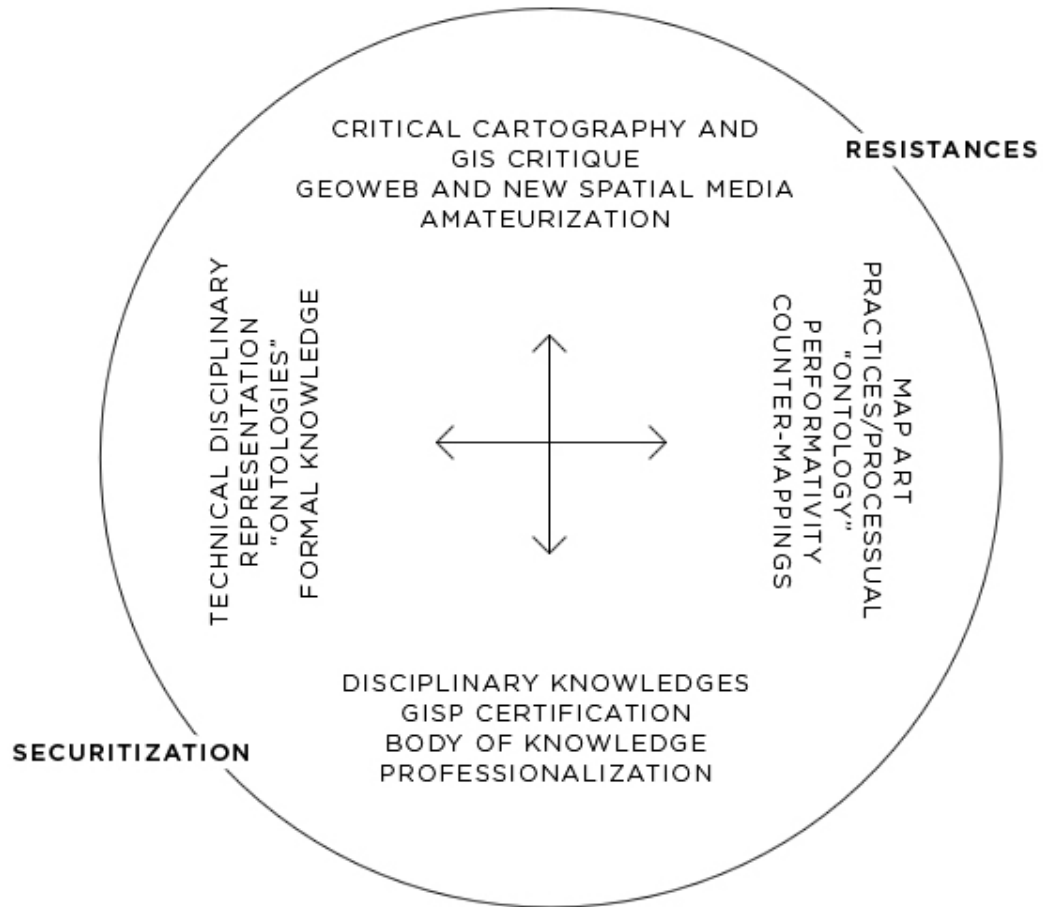 CRITICAL CARTOGRAPHY AND
GIS CRITIQUE
GEOWEB AND NEW SPATIAL MEDIA
AMATEURIZATION
RESISTANCES
TECHNICAL DISCIPLINARY
REPRESENTATION
“ONTOLOGIES”
FORMAL KNOWLEDGE
MAP ART
PRACTICES/PROCESSUAL
“ONTOLOGY”
PERFORMATIVITY
COUNTER-MAPPINGS
DISCIPLINARY KNOWLEDGES
GISP CERTIFICATION
BODY OF KNOWLEDGE
PROFESSIONALIZATION
SECURITIZATION